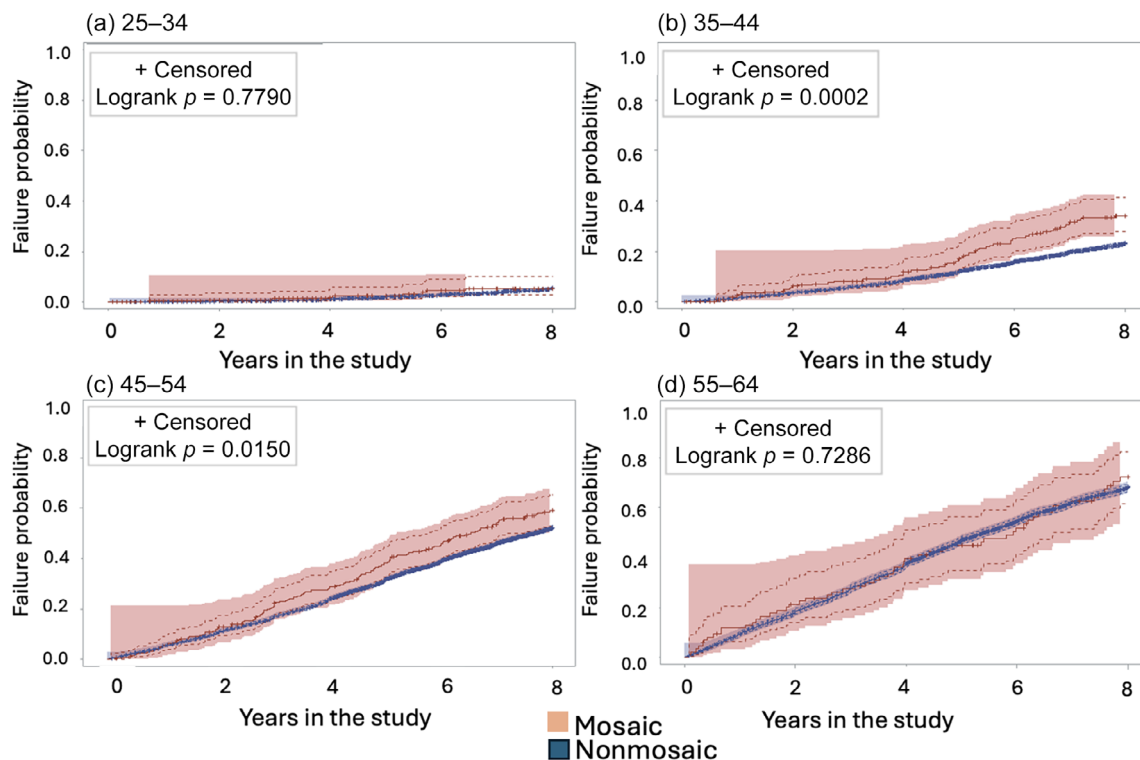 (a) 25–34
+ Censored
Logrank p = 0.7790
Failure probability
1.0
0.8
0.6
0.4
0.2
0.0
0 2 4 6 8
Years in the study
(b) 35–44
+ Censored
Logrank p = 0.0002
Failure probability
1.0
0.8
0.6
0.4
0.2
0.0
0 2 4 6 8
Years in the study
(c) 45–54
+ Censored
Logrank p = 0.0150
Failure probability
1.0
0.8
0.6
0.4
0.2
0.0
0 2 4 6 8
Years in the study
(d) 55–64
+ Censored
Logrank p = 0.7286
Failure probability
1.0
0.8
0.6
0.4
0.2
0.0
0 2 4 6 8
Years in the study
Mosaic
Nonmosaic